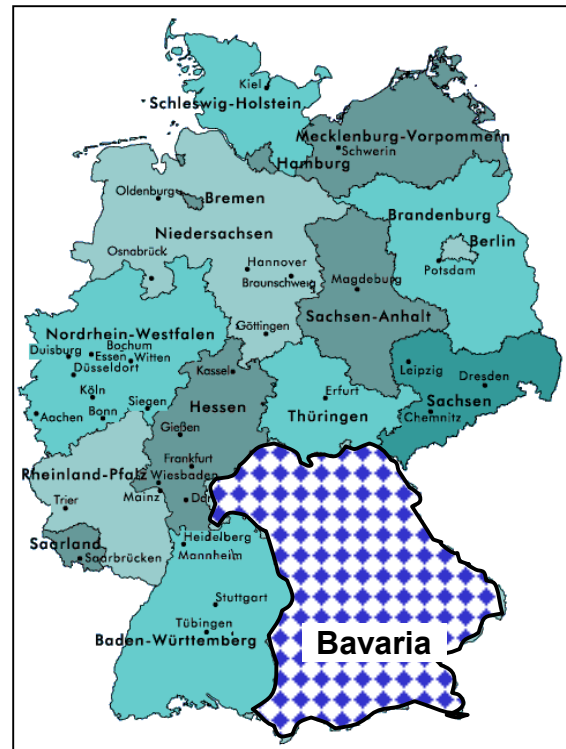 Kiel
Schleswig-Holstein
Mecklenburg-Vorpommern
Schwerin
Hamburg
Oldenburg
Bremen
Brandenburg
Niedersachsen
Berlin
Osnabrück
Hannover
Potsdam
Braunschweig
Magdeburg
Sachsen-Anhalt
Nordrhein-Westfalen
Göttingen
Bochum
Duisburg
Essen
Witten
Düsseldorf
Kassel
Leipzig
Dresden
Köln
Siegen
Hessen
Erfurt
Sachsen
Aachen
Bonn
Thüringen
Chemnitz
Gießen
Frankfurt
Rheinland-Pfalz
Wiesbaden
Mainz
Dar
Trier
Heidelberg
Saarland
Mannheim
Saarbrücken
Stuttgart
Tübingen
Baden-Württemberg
Bavaria